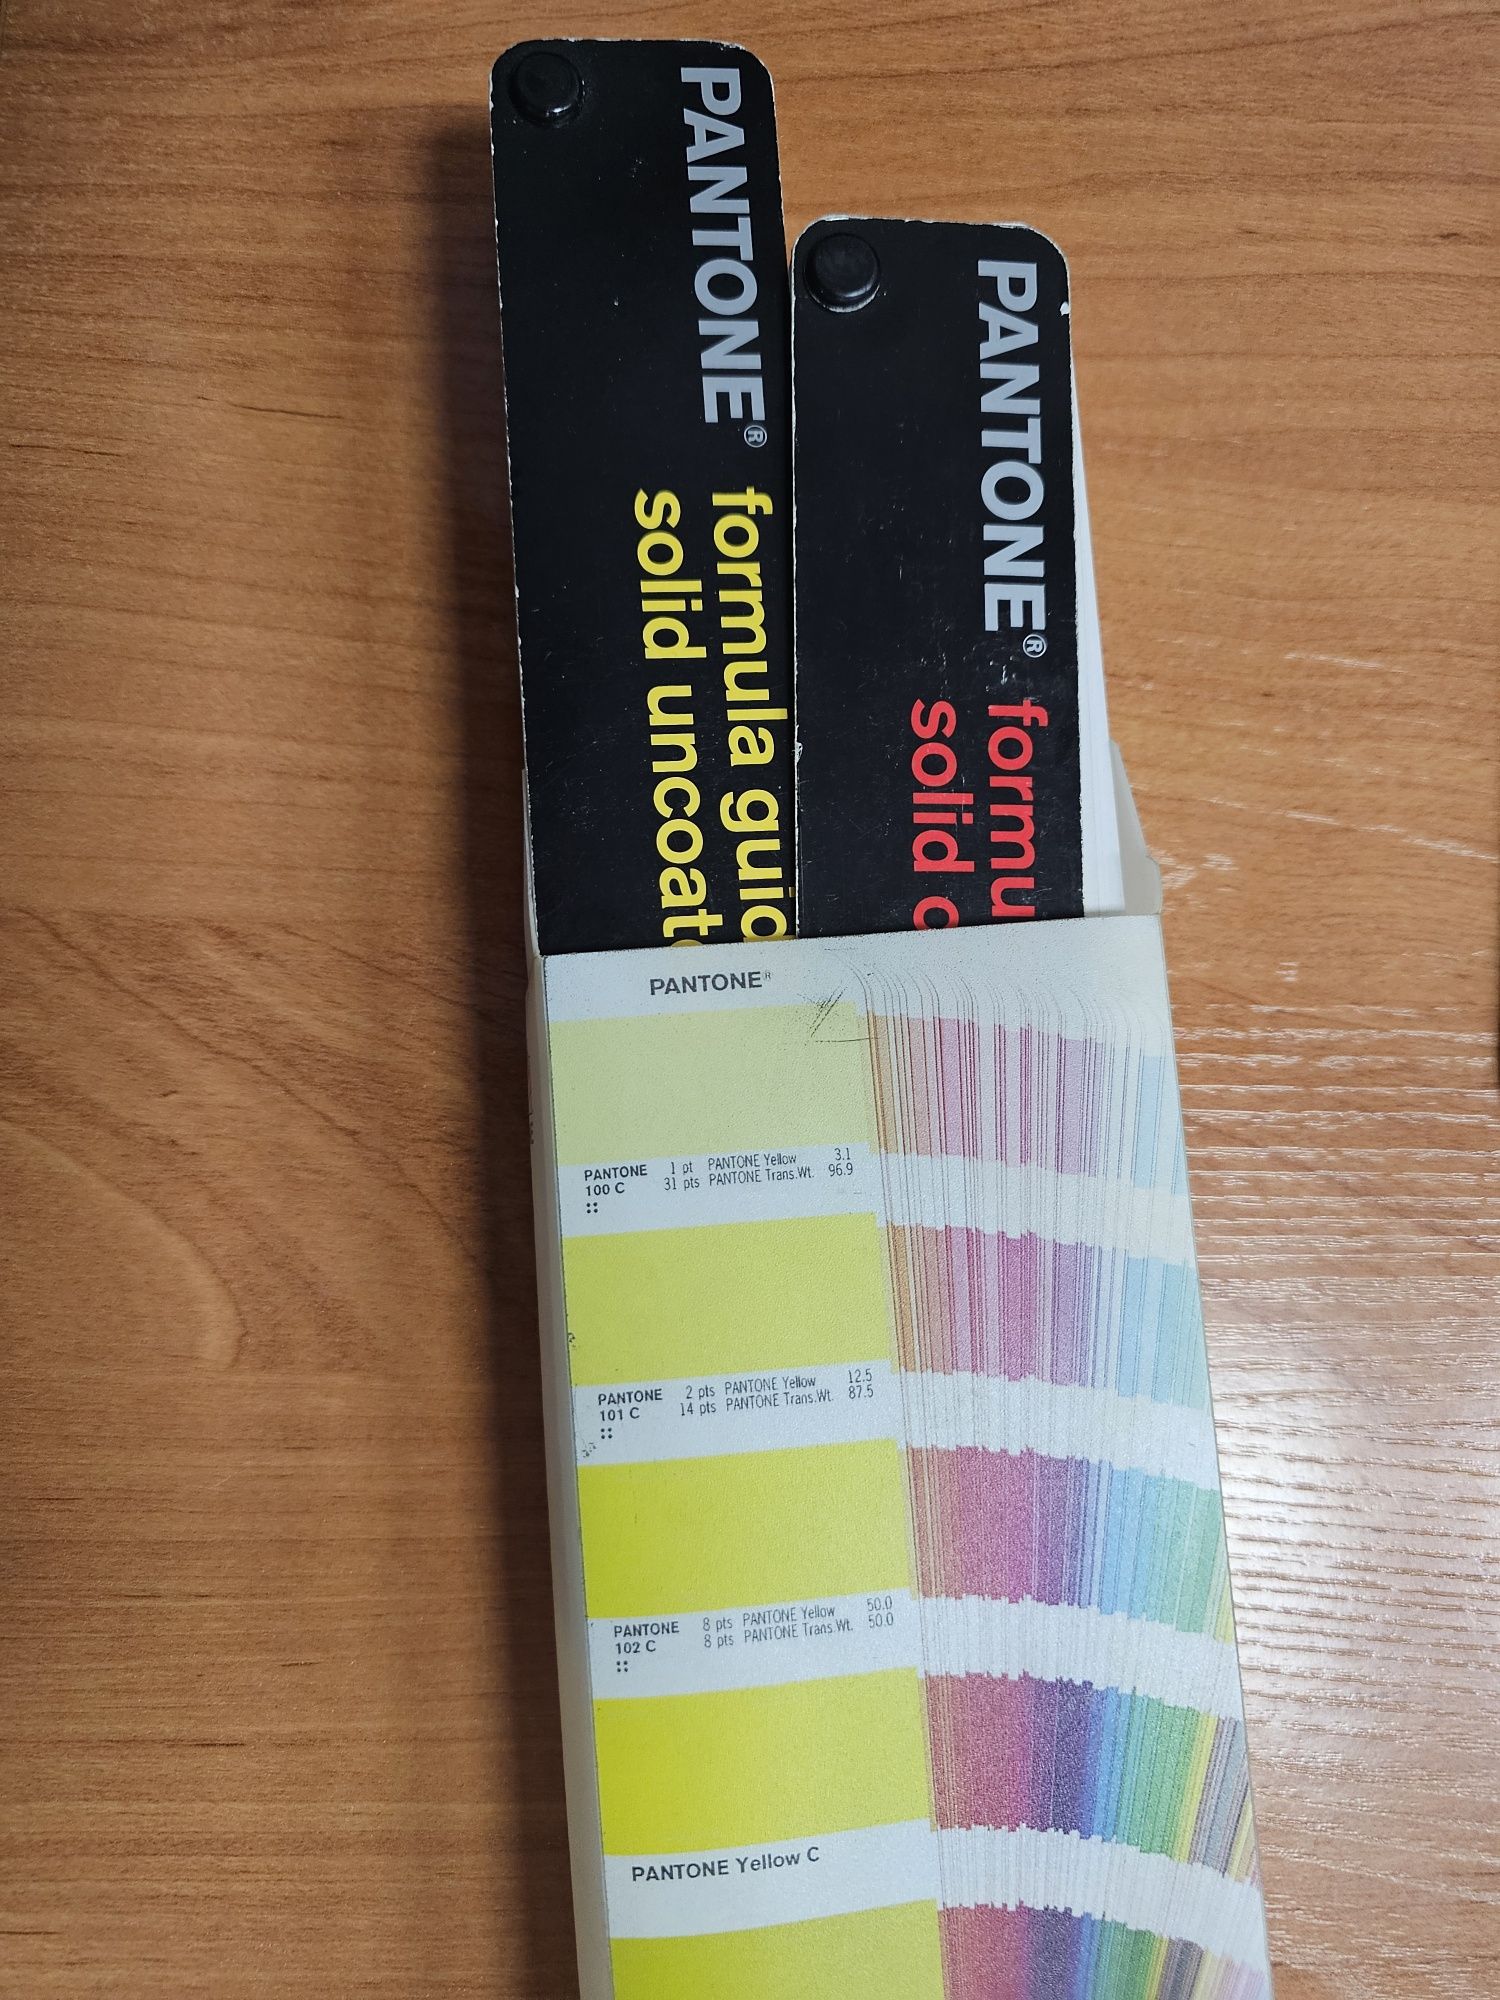 PANTONE®
formula guid
solid uncoat
PANTONE®
formu
solid c
PANTONE®
PANTONE 1 pt PANTONE Yellow 3.1
100 C 31 pts PANTONE Trans.Wt. 96.9
PANTONE 2 pts PANTONE Yellow 12.5
101 C 14 pts PANTONE Trans.Wt. 87.5
PANTONE 8 pts PANTONE Yellow 50.0
102 C 8 pts PANTONE Trans.Wt. 50.0
PANTONE Yellow C